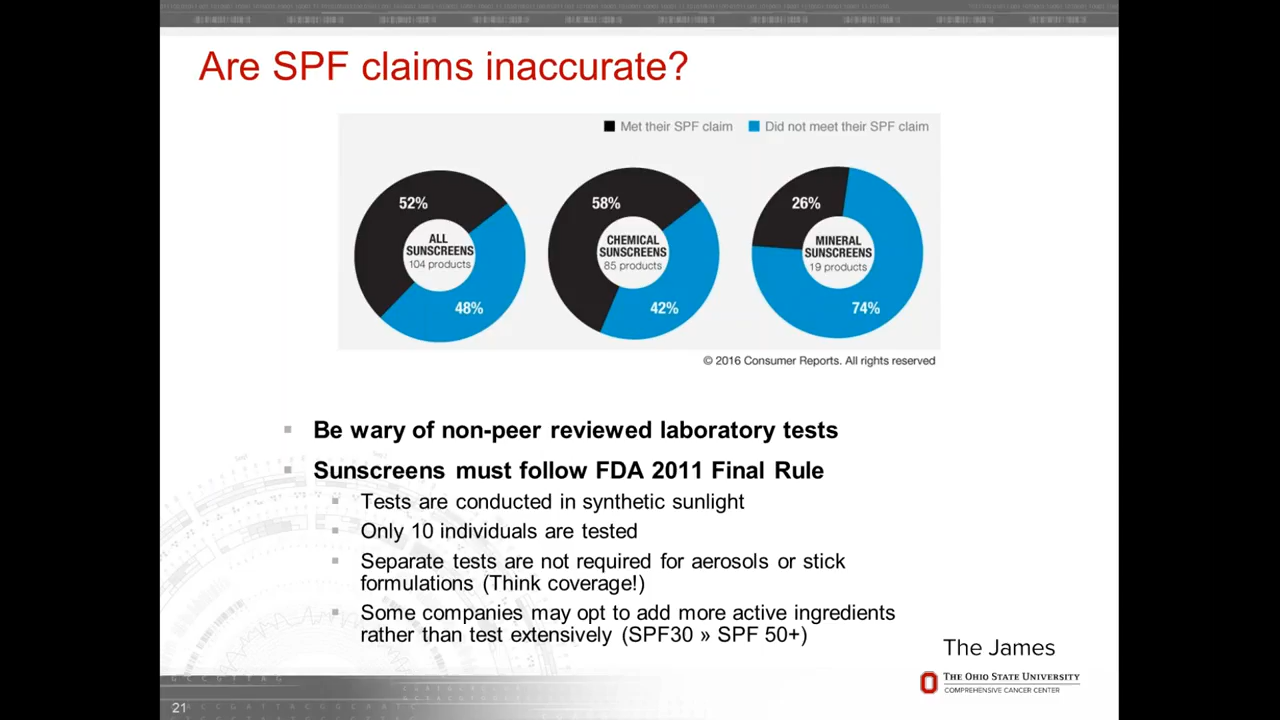 Are SPF claims inaccurate?
Met their SPF claim Did not meet their SPF claim
52%
ALL
SUNSCREENS
104 products
48%
58%
CHEMICAL
SUNSCREENS
85 products
42%
26%
MINERAL
SUNSCREENS
19 products
74%
© 2016 Consumer Reports. All rights reserved
Be wary of non-peer reviewed laboratory tests
Sunscreens must follow FDA 2011 Final Rule
Tests are conducted in synthetic sunlight
Only 10 individuals are tested
Separate tests are not required for aerosols or stick
formulations (Think coverage!)
Some companies may opt to add more active ingredients
rather than test extensively (SPF30 » SPF 50+)
The James
THE OHIO STATE UNIVERSITY
COMPREHENSIVE CANCER CENTER
21